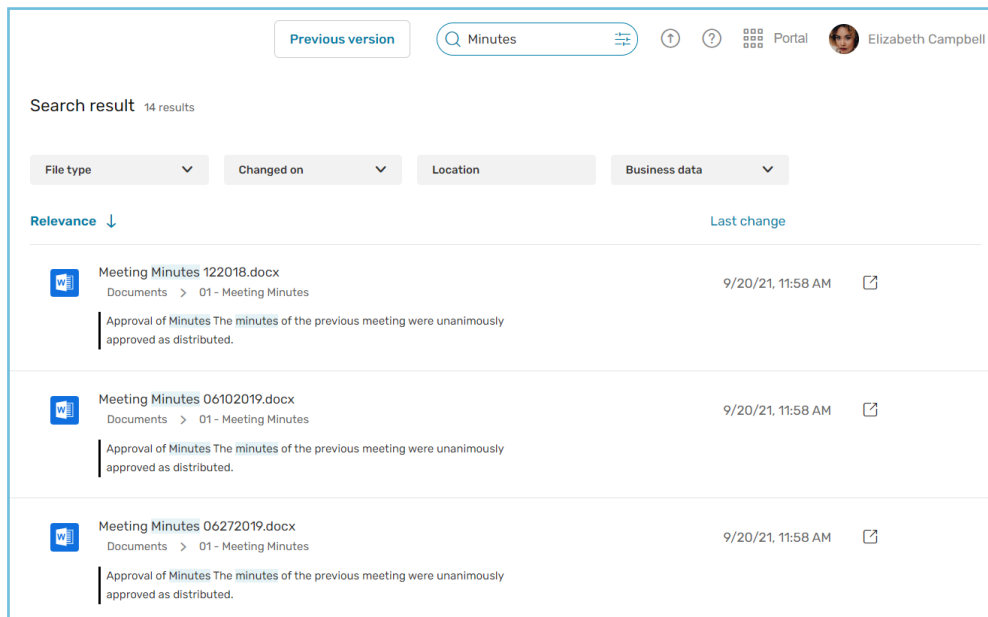 Previous version
Minutes
Portal
Elizabeth Campbell
Search result 14 results
File type
Changed on
Location
Business data
Relevance
Last change
W
Meeting Minutes 122018.docx
9/20/21, 11:58 AM
Documents > 01 - Meeting Minutes
Approval of Minutes The minutes of the previous meeting were unanimously
approved as distributed.
W
Meeting Minutes 06102019.docx
9/20/21, 11:58 AM
Documents > 01 - Meeting Minutes
Approval of Minutes The minutes of the previous meeting were unanimously
approved as distributed.
W
Meeting Minutes 06272019.docx
9/20/21, 11:58 AM
Documents > 01 - Meeting Minutes
Approval of Minutes The minutes of the previous meeting were unanimously
approved as distributed.